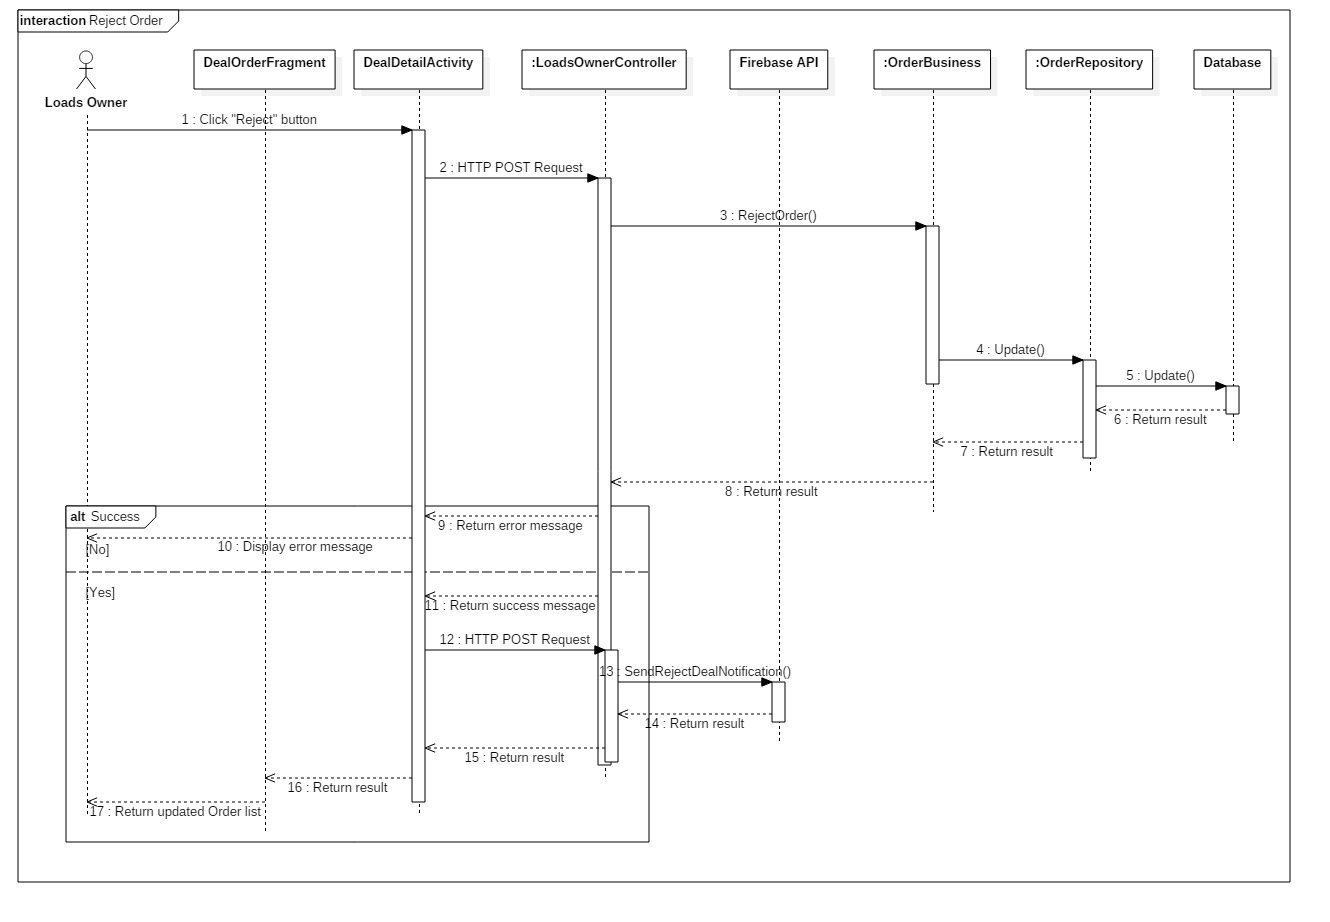 interaction Reject Order
Loads Owner
DealOrderFragment
DealDetailActivity
:LoadsOwnerController
Firebase API
:OrderBusiness
:OrderRepository
Database
1 : Click "Reject" button
2 : HTTP POST Request
3 : RejectOrder()
4 : Update()
5 : Update()
6 : Return result
7 : Return result
8 : Return result
alt Success
9 : Return error message
10 : Display error message
[No]
[Yes]
11 : Return success message
12 : HTTP POST Request
13 : SendRejectDealNotification()
14 : Return result
15 : Return result
16 : Return result
17 : Return updated Order list